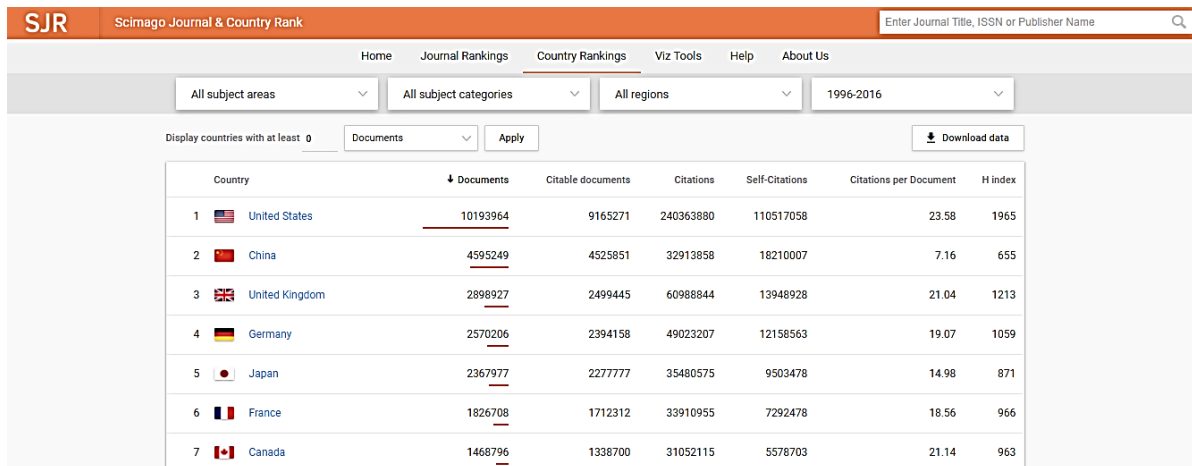 SJR Scimago Journal & Country Rank Enter Journal Title, ISSN or Publisher Name
Home Journal Rankings Country Rankings Viz Tools Help About Us
All subject areas All subject categories All regions 1996-2016
Display countries with at least 0 Documents Apply Download data
Country Documents Citable documents Citations Self-Citations Citations per Document H index
1 United States 10193964 9165271 240363880 110517058 23.58 1965
2 China 4595249 4525851 32913858 18210007 7.16 655
3 United Kingdom 2898927 2499445 60988844 13948928 21.04 1213
4 Germany 2570206 2394158 49023207 12158563 19.07 1059
5 Japan 2367977 2277777 35480575 9503478 14.98 871
6 France 1826708 1712312 33910955 7292478 18.56 966
7 Canada 1468796 1338700 31052115 5578703 21.14 963